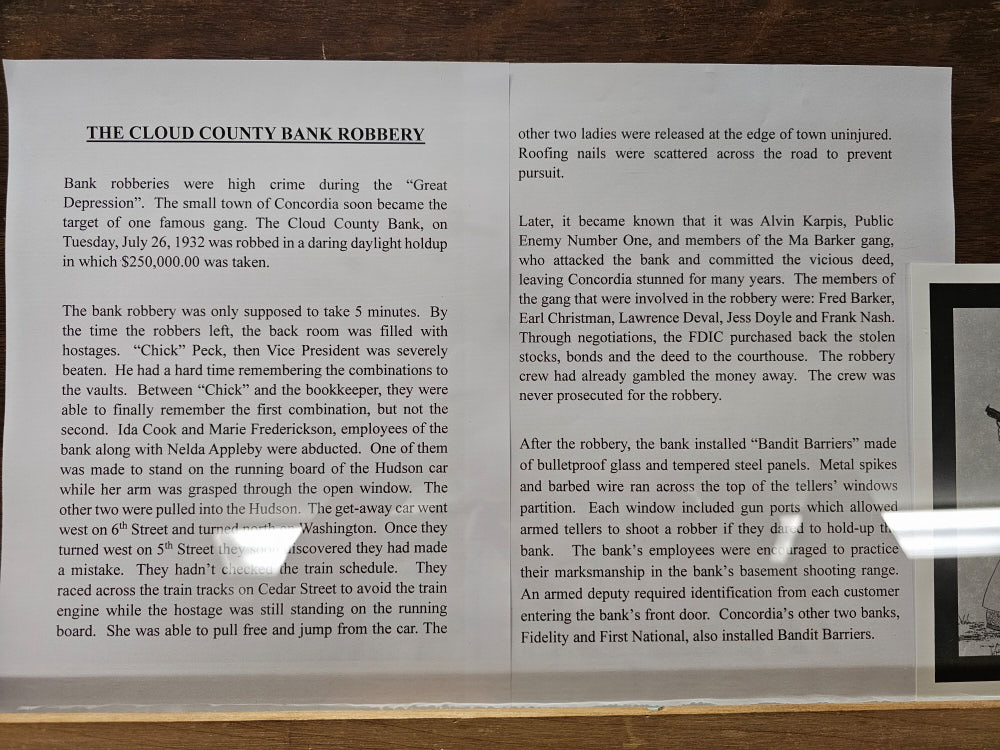 THE CLOUD COUNTY BANK ROBBERY
Bank robberies were high crime during the “Great
Depression”. The small town of Concordia soon became the
target of one famous gang. The Cloud County Bank, on
Tuesday, July 26, 1932 was robbed in a daring daylight holdup
in which $250,000.00 was taken.
The bank robbery was only supposed to take 5 minutes. By
the time the robbers left, the back room was filled with
hostages. “Chick” Peck, then Vice President was severely
beaten. He had a hard time remembering the combinations to
the vaults. Between “Chick” and the bookkeeper, they were
able to finally remember the first combination, but not the
second. Ida Cook and Marie Frederickson, employees of the
bank along with Nelda Appleby were abducted. One of them
was made to stand on the running board of the Hudson car
while her arm was grasped through the open window. The
other two were pulled into the Hudson. The get-away car went
west on 6th Street and turned north on Washington. Once they
turned west on 5th Street they soon discovered they had made
a mistake. They hadn’t checked the train schedule. They
raced across the train tracks on Cedar Street to avoid the train
engine while the hostage was still standing on the running
board. She was able to pull free and jump from the car. The
other two ladies were released at the edge of town uninjured.
Roofing nails were scattered across the road to prevent
pursuit.
Later, it became known that it was Alvin Karpis, Public
Enemy Number One, and members of the Ma Barker gang,
who attacked the bank and committed the vicious deed,
leaving Concordia stunned for many years. The members of
the gang that were involved in the robbery were: Fred Barker,
Earl Christman, Lawrence Deval, Jess Doyle and Frank Nash.
Through negotiations, the FDIC purchased back the stolen
stocks, bonds and the deed to the courthouse. The robbery
crew had already gambled the money away. The crew was
never prosecuted for the robbery.
After the robbery, the bank installed “Bandit Barriers” made
of bulletproof glass and tempered steel panels. Metal spikes
and barbed wire ran across the top of the tellers’ windows
partition. Each window included gun ports which allowed
armed tellers to shoot a robber if they dared to hold-up the
bank. The bank’s employees were encouraged to practice
their marksmanship in the bank’s basement shooting range.
An armed deputy required identification from each customer
entering the bank’s front door. Concordia’s other two banks,
Fidelity and First National, also installed Bandit Barriers.